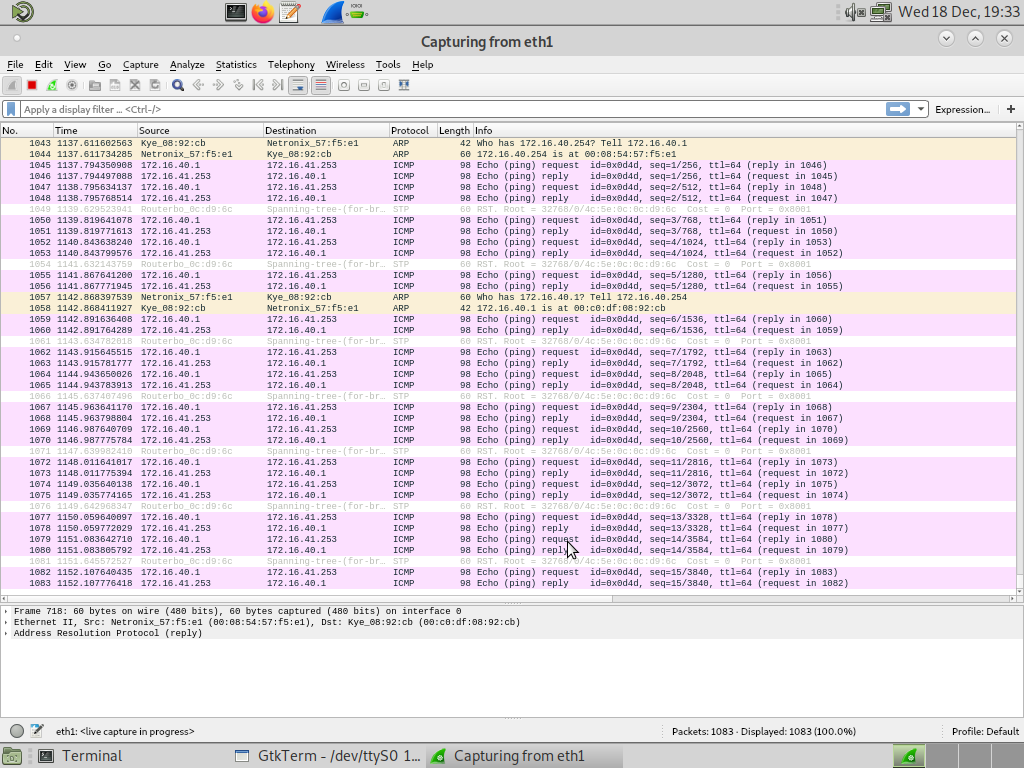 Wed 18 Dec, 19:33
Capturing from eth1
File Edit View Go Capture Analyze Statistics Telephony Wireless Tools Help
Apply a display filter ... <Ctrl-/> Expression... +
No. Time Source Destination Protocol Length Info
1043 1137.611602563 Kye_08:92:cb Netronix_57:f5:e1 ARP 42 Who has 172.16.40.254? Tell 172.16.40.1
1044 1137.611734285 Netronix_57:f5:e1 Kye_08:92:cb ARP 60 172.16.40.254 is at 00:08:54:57:f5:e1
1045 1137.794350908 172.16.40.1 172.16.41.253 ICMP 98 Echo (ping) request id=0x0d4d, seq=1/256, ttl=64 (reply in 1046)
1046 1137.794497088 172.16.41.253 172.16.40.1 ICMP 98 Echo (ping) reply id=0x0d4d, seq=1/256, ttl=64 (request in 1045)
1047 1138.795634137 172.16.40.1 172.16.41.253 ICMP 98 Echo (ping) request id=0x0d4d, seq=2/512, ttl=64 (reply in 1048)
1048 1138.795768514 172.16.41.253 172.16.40.1 ICMP 98 Echo (ping) reply id=0x0d4d, seq=2/512, ttl=64 (request in 1047)
1049 1139.629523941 Routerbo_0c:d9:6c Spanning-tree-(for-br… STP 60 RST. Root = 32768/0/4c:5e:0c:0c:d9:6c Cost = 0 Port = 0x8001
1050 1139.819641078 172.16.40.1 172.16.41.253 ICMP 98 Echo (ping) request id=0x0d4d, seq=3/768, ttl=64 (reply in 1051)
1051 1139.819771613 172.16.41.253 172.16.40.1 ICMP 98 Echo (ping) reply id=0x0d4d, seq=3/768, ttl=64 (request in 1050)
1052 1140.843638240 172.16.40.1 172.16.41.253 ICMP 98 Echo (ping) request id=0x0d4d, seq=4/1024, ttl=64 (reply in 1053)
1053 1140.843799576 172.16.41.253 172.16.40.1 ICMP 98 Echo (ping) reply id=0x0d4d, seq=4/1024, ttl=64 (request in 1052)
1054 1141.632143759 Routerbo_0c:d9:6c Spanning-tree-(for-br… STP 60 RST. Root = 32768/0/4c:5e:0c:0c:d9:6c Cost = 0 Port = 0x8001
1055 1141.867641200 172.16.40.1 172.16.41.253 ICMP 98 Echo (ping) request id=0x0d4d, seq=5/1280, ttl=64 (reply in 1056)
1056 1141.867771945 172.16.41.253 172.16.40.1 ICMP 98 Echo (ping) reply id=0x0d4d, seq=5/1280, ttl=64 (request in 1055)
1057 1142.868397539 Netronix_57:f5:e1 Kye_08:92:cb ARP 60 Who has 172.16.40.1? Tell 172.16.40.254
1058 1142.868411927 Kye_08:92:cb Netronix_57:f5:e1 ARP 42 172.16.40.1 is at 00:c0:df:08:92:cb
1059 1142.891636408 172.16.40.1 172.16.41.253 ICMP 98 Echo (ping) request id=0x0d4d, seq=6/1536, ttl=64 (reply in 1060)
1060 1142.891764289 172.16.41.253 172.16.40.1 ICMP 98 Echo (ping) reply id=0x0d4d, seq=6/1536, ttl=64 (request in 1059)
1061 1143.634782018 Routerbo_0c:d9:6c Spanning-tree-(for-br… STP 60 RST. Root = 32768/0/4c:5e:0c:0c:d9:6c Cost = 0 Port = 0x8001
1062 1143.915645515 172.16.40.1 172.16.41.253 ICMP 98 Echo (ping) request id=0x0d4d, seq=7/1792, ttl=64 (reply in 1063)
1063 1143.915781777 172.16.41.253 172.16.40.1 ICMP 98 Echo (ping) reply id=0x0d4d, seq=7/1792, ttl=64 (request in 1062)
1064 1144.943650026 172.16.40.1 172.16.41.253 ICMP 98 Echo (ping) request id=0x0d4d, seq=8/2048, ttl=64 (reply in 1065)
1065 1144.943783913 172.16.41.253 172.16.40.1 ICMP 98 Echo (ping) reply id=0x0d4d, seq=8/2048, ttl=64 (request in 1064)
1066 1145.637407496 Routerbo_0c:d9:6c Spanning-tree-(for-br… STP 60 RST. Root = 32768/0/4c:5e:0c:0c:d9:6c Cost = 0 Port = 0x8001
1067 1145.963641170 172.16.40.1 172.16.41.253 ICMP 98 Echo (ping) request id=0x0d4d, seq=9/2304, ttl=64 (reply in 1068)
1068 1145.963798804 172.16.41.253 172.16.40.1 ICMP 98 Echo (ping) reply id=0x0d4d, seq=9/2304, ttl=64 (request in 1067)
1069 1146.987640709 172.16.40.1 172.16.41.253 ICMP 98 Echo (ping) request id=0x0d4d, seq=10/2560, ttl=64 (reply in 1070)
1070 1146.987775784 172.16.41.253 172.16.40.1 ICMP 98 Echo (ping) reply id=0x0d4d, seq=10/2560, ttl=64 (request in 1069)
1071 1147.639982410 Routerbo_0c:d9:6c Spanning-tree-(for-br… STP 60 RST. Root = 32768/0/4c:5e:0c:0c:d9:6c Cost = 0 Port = 0x8001
1072 1148.011641017 172.16.40.1 172.16.41.253 ICMP 98 Echo (ping) request id=0x0d4d, seq=11/2816, ttl=64 (reply in 1073)
1073 1148.011775394 172.16.41.253 172.16.40.1 ICMP 98 Echo (ping) reply id=0x0d4d, seq=11/2816, ttl=64 (request in 1072)
1074 1149.035640138 172.16.40.1 172.16.41.253 ICMP 98 Echo (ping) request id=0x0d4d, seq=12/3072, ttl=64 (reply in 1075)
1075 1149.035774165 172.16.41.253 172.16.40.1 ICMP 98 Echo (ping) reply id=0x0d4d, seq=12/3072, ttl=64 (request in 1074)
1076 1149.642968347 Routerbo_0c:d9:6c Spanning-tree-(for-br… STP 60 RST. Root = 32768/0/4c:5e:0c:0c:d9:6c Cost = 0 Port = 0x8001
1077 1150.059640097 172.16.40.1 172.16.41.253 ICMP 98 Echo (ping) request id=0x0d4d, seq=13/3328, ttl=64 (reply in 1078)
1078 1150.059772029 172.16.41.253 172.16.40.1 ICMP 98 Echo (ping) reply id=0x0d4d, seq=13/3328, ttl=64 (request in 1077)
1079 1151.083642710 172.16.40.1 172.16.41.253 ICMP 98 Echo (ping) request id=0x0d4d, seq=14/3584, ttl=64 (reply in 1080)
1080 1151.083805792 172.16.41.253 172.16.40.1 ICMP 98 Echo (ping) reply id=0x0d4d, seq=14/3584, ttl=64 (request in 1079)
1081 1151.645572527 Routerbo_0c:d9:6c Spanning-tree-(for-br… STP 60 RST. Root = 32768/0/4c:5e:0c:0c:d9:6c Cost = 0 Port = 0x8001
1082 1152.107640435 172.16.40.1 172.16.41.253 ICMP 98 Echo (ping) request id=0x0d4d, seq=15/3840, ttl=64 (reply in 1083)
1083 1152.107776418 172.16.41.253 172.16.40.1 ICMP 98 Echo (ping) reply id=0x0d4d, seq=15/3840, ttl=64 (request in 1082)
Frame 718: 60 bytes on wire (480 bits), 60 bytes captured (480 bits) on interface 0
Ethernet II, Src: Netronix_57:f5:e1 (00:08:54:57:f5:e1), Dst: Kye_08:92:cb (00:c0:df:08:92:cb)
Address Resolution Protocol (reply)
eth1: <live capture in progress> Packets: 1083 · Displayed: 1083 (100.0%) Profile: Default
Terminal GtkTerm - /dev/ttyS0 1... Capturing from eth1